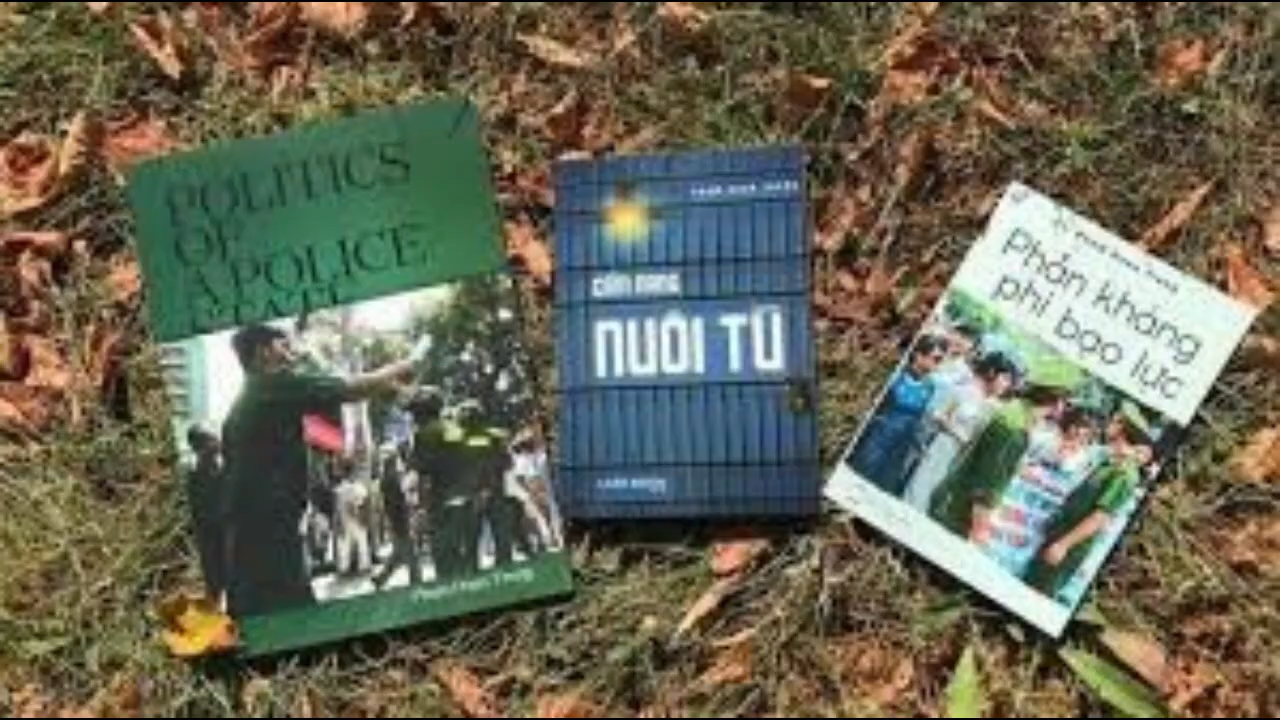 POLITICS
OF
A POLICE
STATE
CẨM NANG
NUÔI TÙ
Phản kháng
phi bạo lực